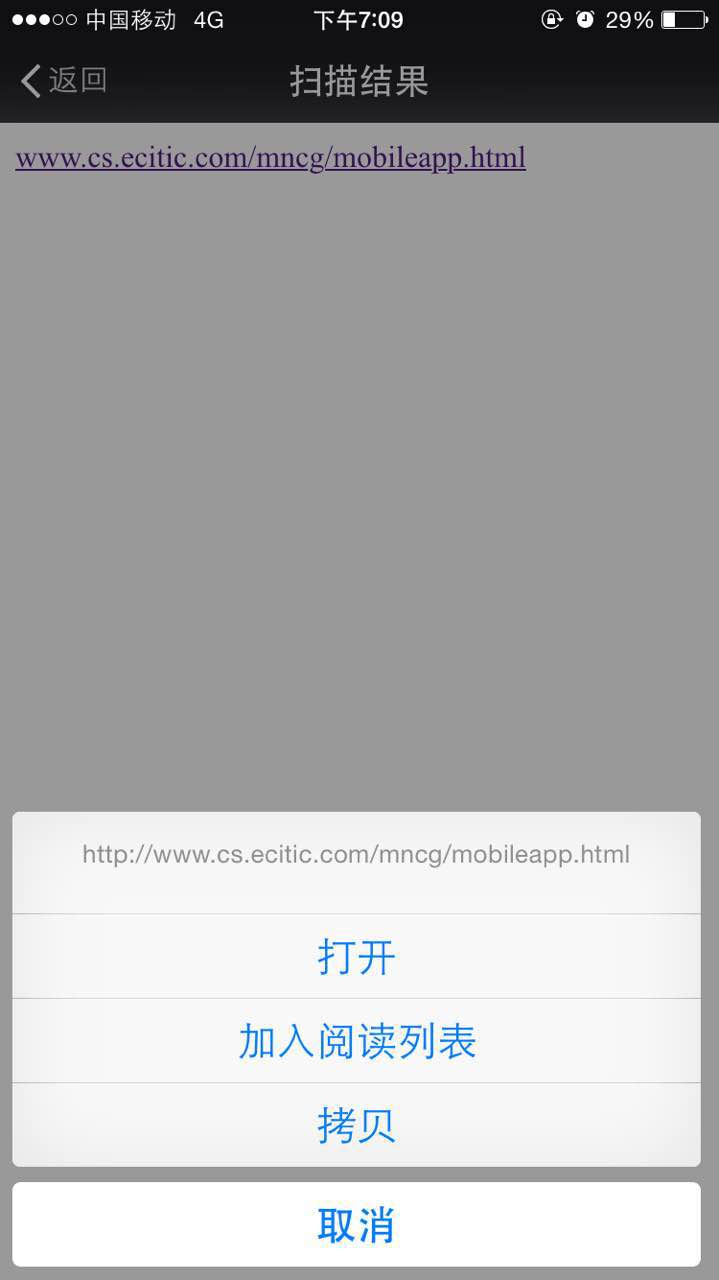 中国移动 4G 下午7:09 29%
返回 扫描结果
www.cs.ecitic.com/mncg/mobileapp.html
http://www.cs.ecitic.com/mncg/mobileapp.html
打开
加入阅读列表
拷贝
取消